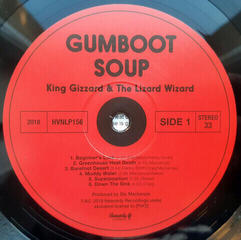 GUMBOOT
SOUP
King Gizzard & The Lizard Wizard
2018 HVNLP156 SIDE 1 STEREO
33
1. Beginner's Luck
2. Greenhouse Heat Death
3. Barefoot Desert
4. Muddy Water
5. Superposition
6. Down The Sink
Produced by Stu Mackenzie